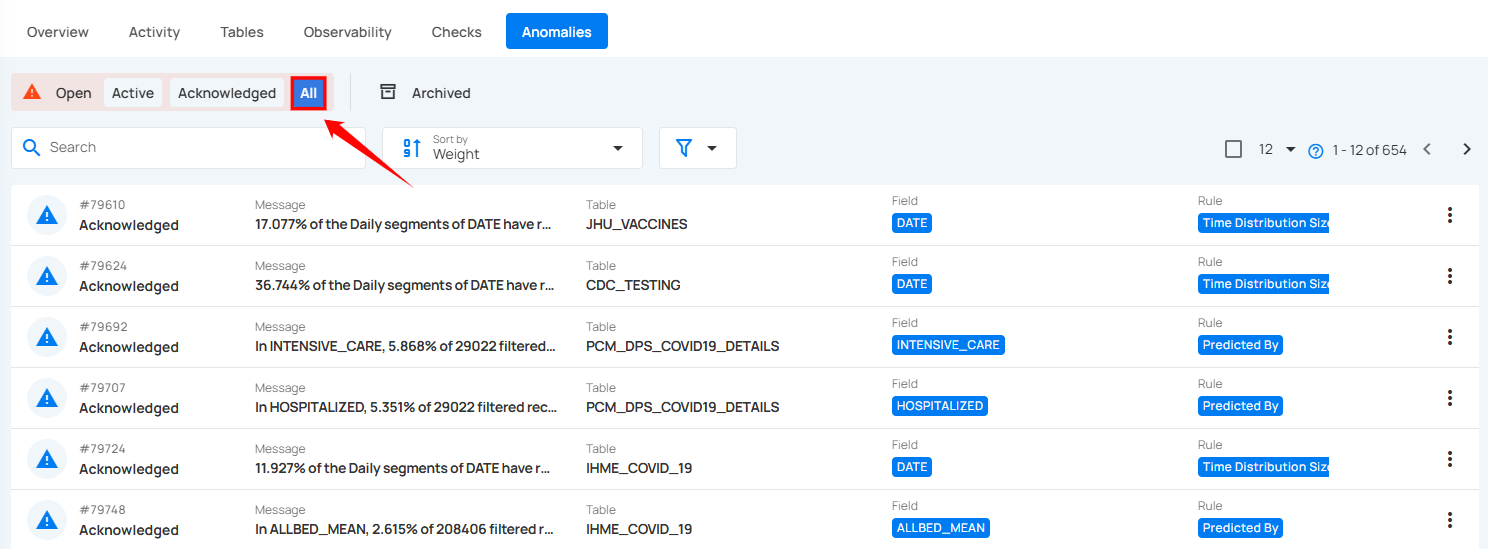 Overview Activity Tables Observability Checks Anomalies
Open Active Acknowledged All Archived
Search Sort by Weight 12 1 - 12 of 654
#79610 Message Table Field Rule
Acknowledged 17.077% of the Daily segments of DATE have r... JHU_VACCINES DATE Time Distribution Size
#79624 Message Table Field Rule
Acknowledged 36.744% of the Daily segments of DATE have r... CDC_TESTING DATE Time Distribution Size
#79692 Message Table Field Rule
Acknowledged In INTENSIVE_CARE, 5.868% of 29022 filtered... PCM_DPS_COVID19_DETAILS INTENSIVE_CARE Predicted By
#79707 Message Table Field Rule
Acknowledged In HOSPITALIZED, 5.351% of 29022 filtered rec... PCM_DPS_COVID19_DETAILS HOSPITALIZED Predicted By
#79724 Message Table Field Rule
Acknowledged 11.927% of the Daily segments of DATE have r... IHME_COVID_19 DATE Time Distribution Size
#79748 Message Table Field Rule
Acknowledged In ALLBED_MEAN, 2.615% of 208406 filtered r... IHME_COVID_19 ALLBED_MEAN Predicted By